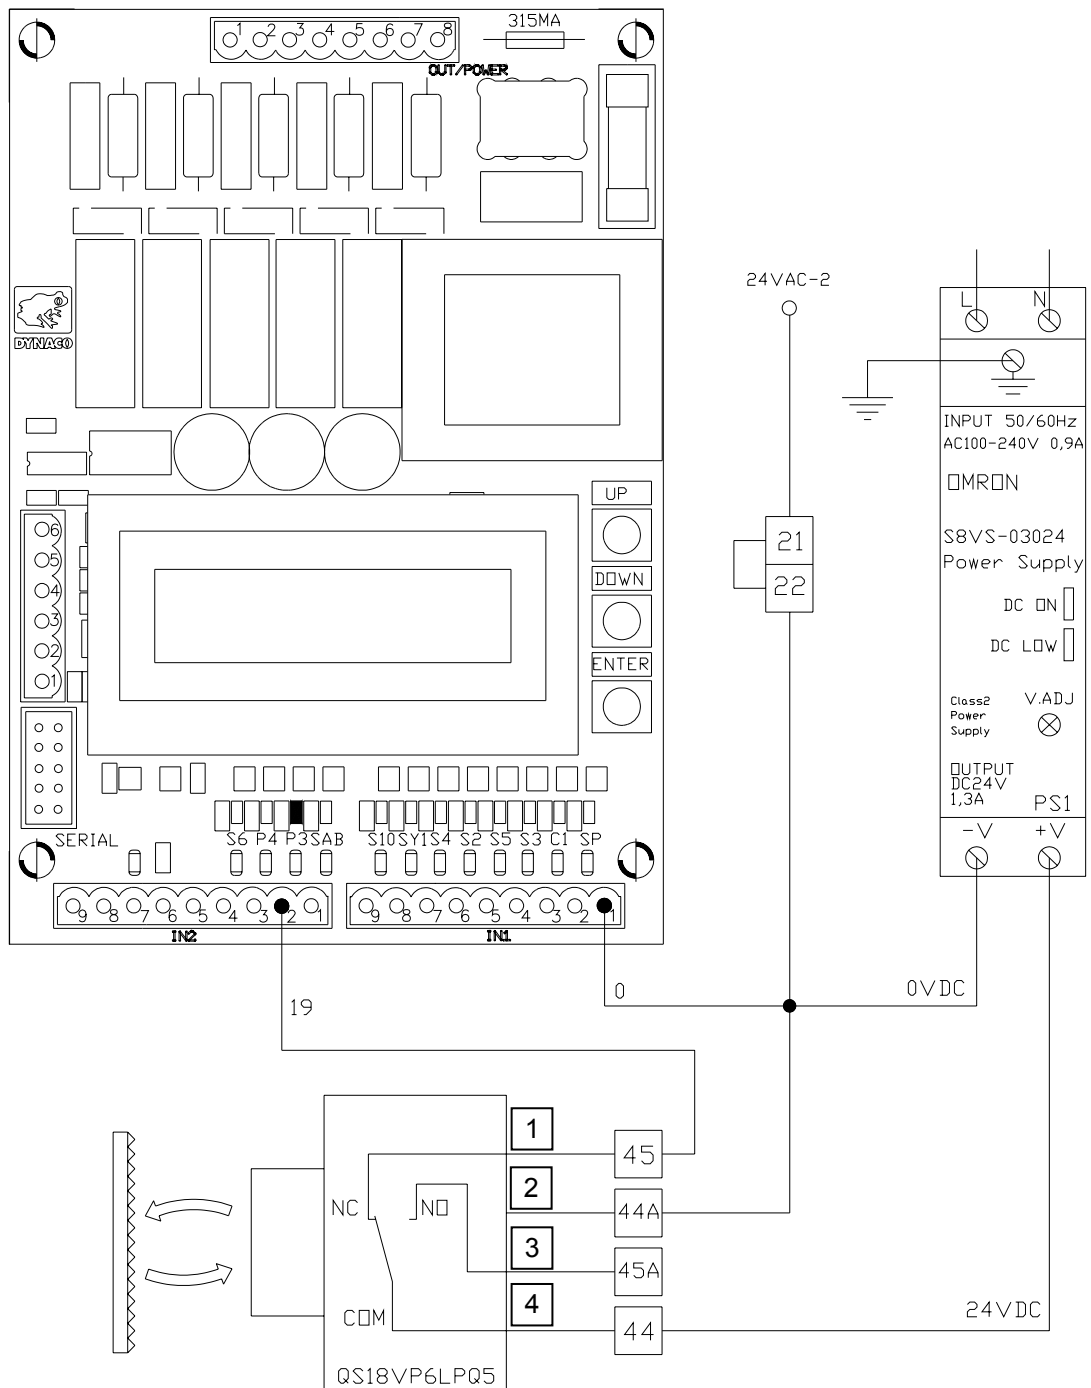 315MA
1 2 3 4 5 6 7 8
OUT/POWER
DYNACO
24VAC-2
L N
INPUT 50/60Hz
AC100-240V 0,9A
OMRON
S8VS-03024
Power Supply
DC ON
DC LOW
Class2
Power
Supply
V.ADJ
OUTPUT
DC24V
1,3A
PS1
-V +V
UP
DOWN
ENTER
21
22
6
5
4
3
2
1
SERIAL
S6 P4 P3 SAB S10 SY1 S4 S2 S5 S3 C1 SP
9 8 7 6 5 4 3 2 1
9 8 7 6 5 4 3 2 1
IN2
IN1
19
0
0VDC
1
45
2
NC NO
44A
3
45A
4
COM
44
24VDC
QS18VP6LPQ5